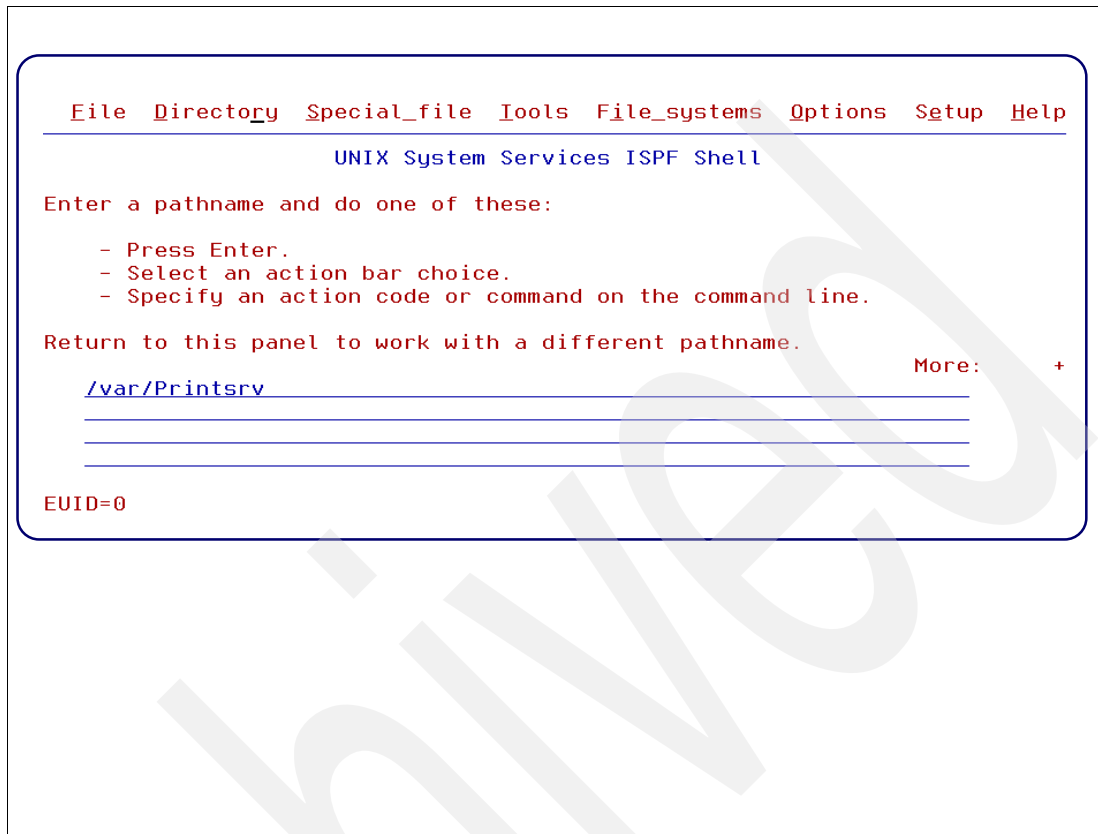 File Directory Special_file Tools File_systems Options Setup Help
UNIX System Services ISPF Shell
Enter a pathname and do one of these:
- Press Enter.
- Select an action bar choice.
- Specify an action code or command on the command line.
Return to this panel to work with a different pathname.
More: +
/var/Printsrv
EUID=0
hived